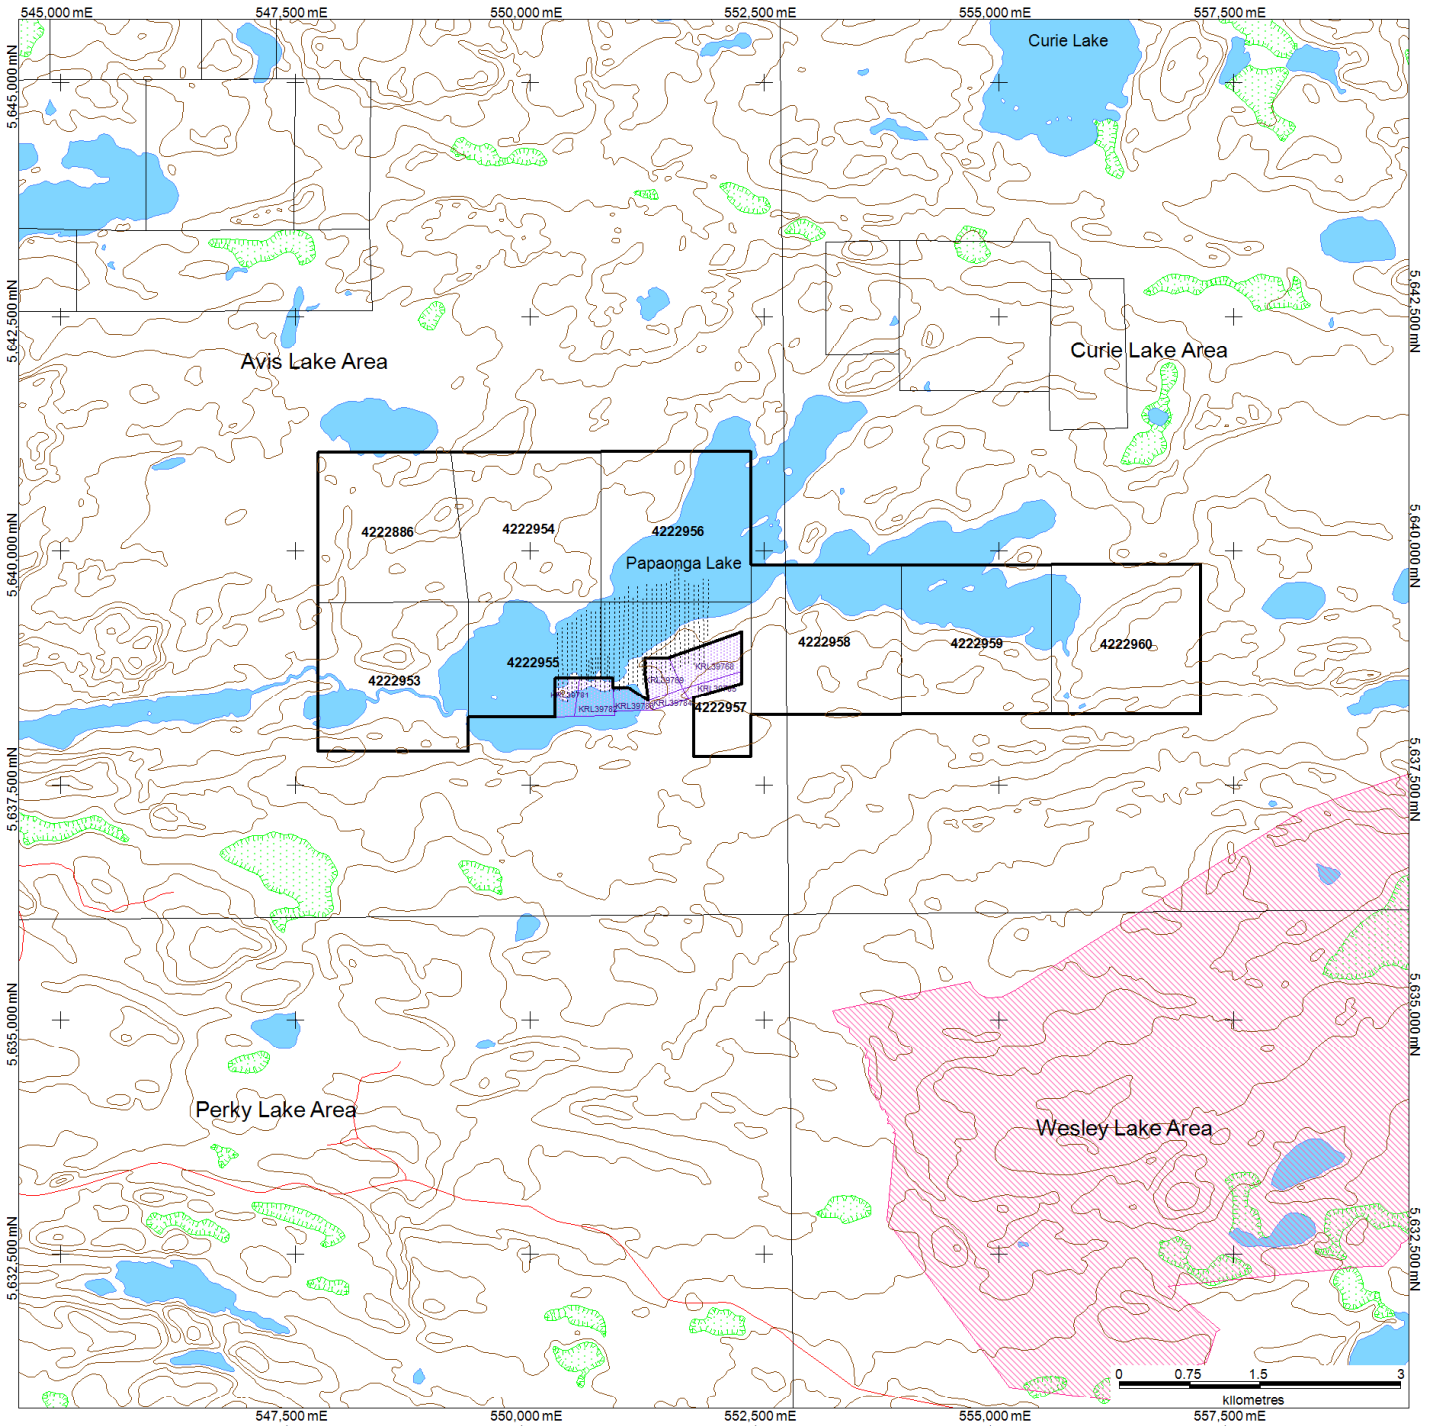 545,000 mE
547,500 mE
550,000 mE
552,500 mE
555,000 mE
557,500 mE
5,645,000 mN
Curie Lake
5,642,500 mN
5,642,500 mN
Avis Lake Area
Curie Lake Area
5,640,000 mN
5,640,000 mN
4222886
4222954
4222956
Papaonga Lake
4222958
4222959
4222960
4222955
4222953
KRL39768
KRL39769
KRL39781
KRL39782
4222957
5,637,500 mN
5,637,500 mN
5,635,000 mN
5,635,000 mN
Perky Lake Area
Wesley Lake Area
5,632,500 mN
5,632,500 mN
0 0.75 1.5 3
kilometres
547,500 mE
550,000 mE
552,500 mE
555,000 mE
557,500 mE